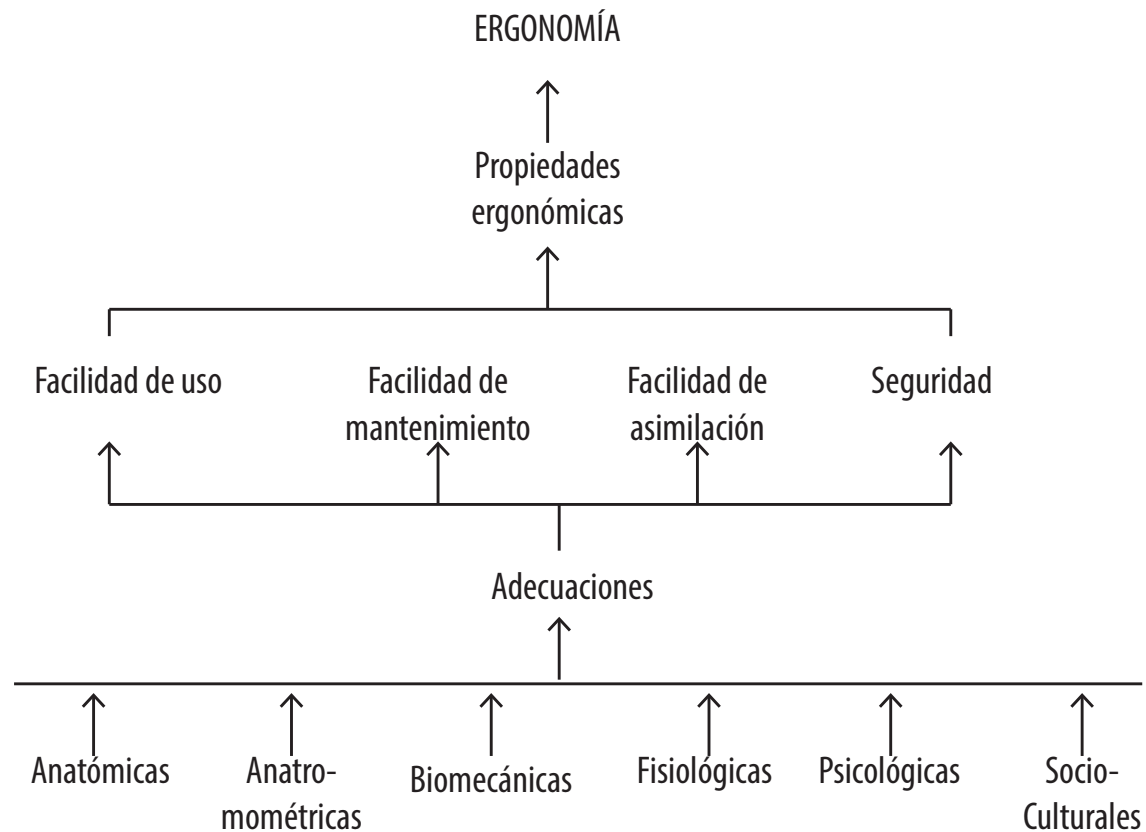 ERGONOMÍA
Propiedades
ergonómicas
Facilidad de uso
Facilidad de
mantenimiento
Facilidad de
asimilación
Seguridad
Adecuaciones
Anatómicas
Anatro-
mométricas
Biomecánicas
Fisiológicas
Psicológicas
Socio-
Culturales